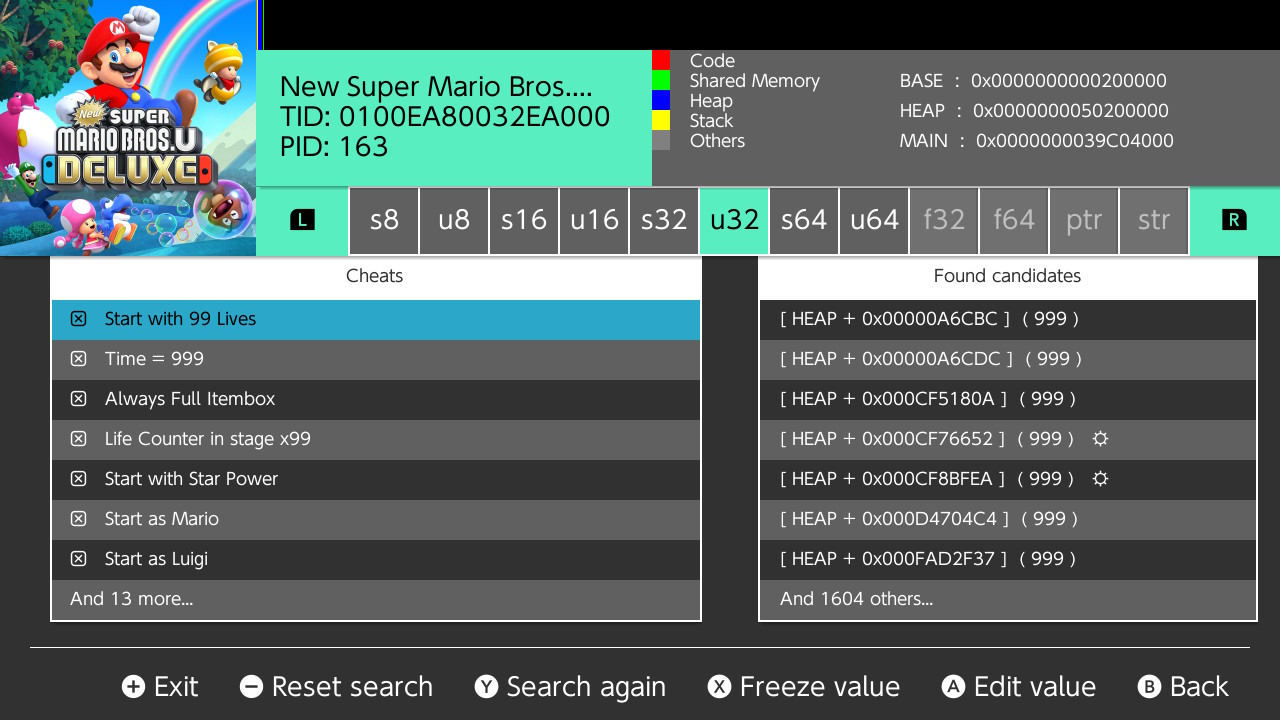 New
SUPER
MARIO BROS. U
DELUXE
New Super Mario Bros....
TID: 0100EA80032EA000
PID: 163
Code
Shared Memory
Heap
Stack
Others
BASE : 0x0000000000200000
HEAP : 0x0000000050200000
MAIN : 0x0000000039C04000
L s8 u8 s16 u16 s32 u32 s64 u64 f32 f64 ptr str R
Cheats
Start with 99 Lives
Time = 999
Always Full Itembox
Life Counter in stage x99
Start with Star Power
Start as Mario
Start as Luigi
And 13 more...
Found candidates
[ HEAP + 0x00000A6CBC ] ( 999 )
[ HEAP + 0x00000A6CDC ] ( 999 )
[ HEAP + 0x000CF5180A ] ( 999 )
[ HEAP + 0x000CF76652 ] ( 999 )
[ HEAP + 0x000CF8BFEA ] ( 999 )
[ HEAP + 0x000D4704C4 ] ( 999 )
[ HEAP + 0x000FAD2F37 ] ( 999 )
And 1604 others...
+ Exit - Reset search Y Search again X Freeze value A Edit value B Back